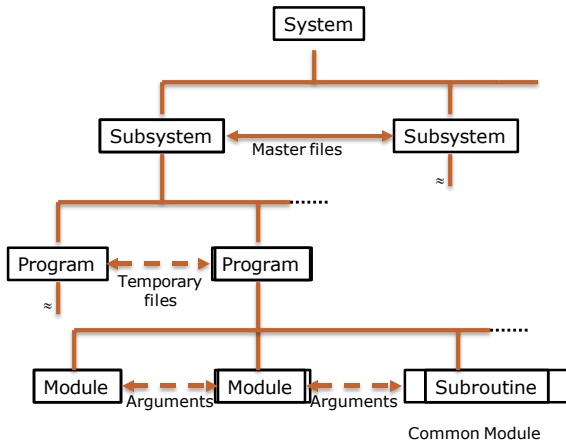 System
Subsystem
Subsystem
Master files
≈
Program
Program
Temporary
files
≈
Module
Module
Subroutine
Arguments
Arguments
Common Module